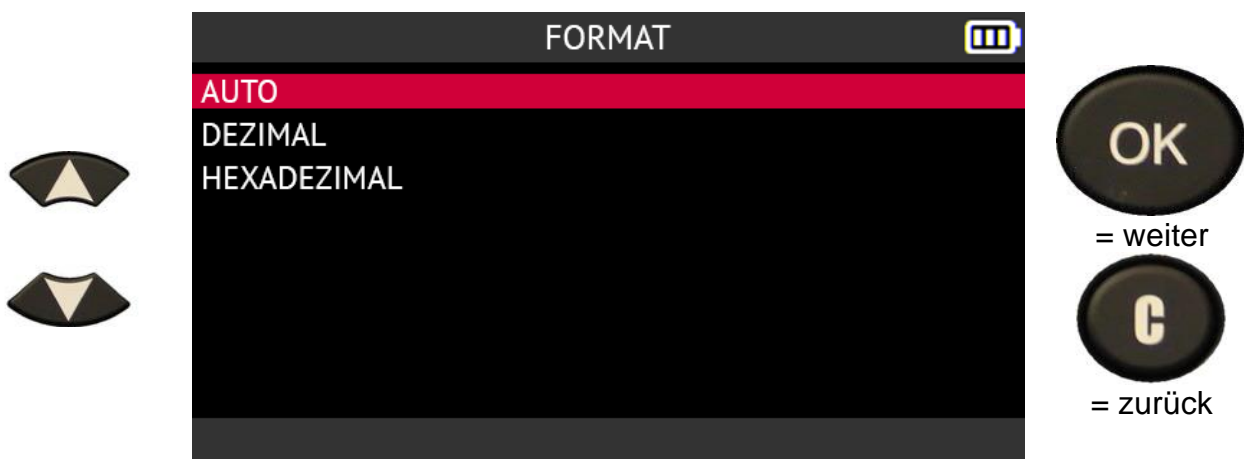 FORMAT
AUTO
DEZIMAL
HEXADEZIMAL
OK
= weiter
C
= zurück